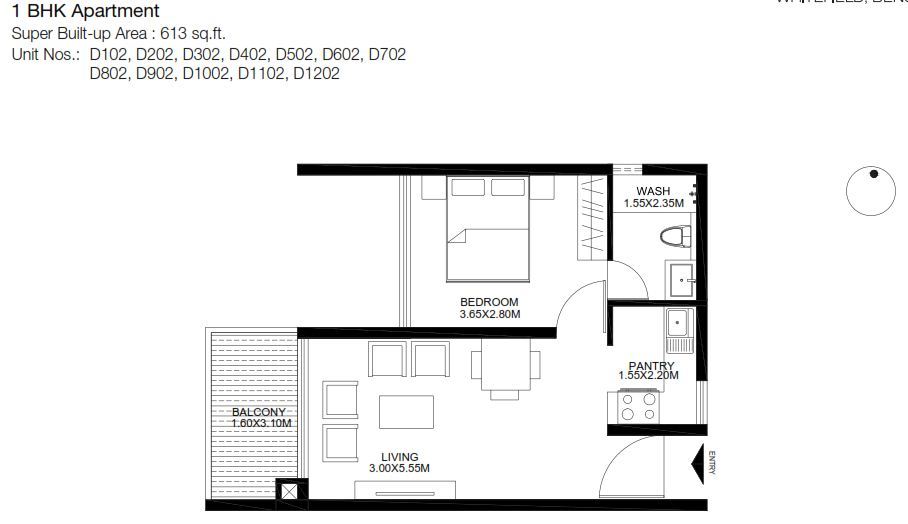 1 BHK Apartment
Super Built-up Area : 613 sq.ft.
Unit Nos.: D102, D202, D302, D402, D502, D602, D702
D802, D902, D1002, D1102, D1202
WASH
1.55X2.35M
BEDROOM
3.65X2.80M
PANTRY
1.55X2.20M
BALCONY
1.60X3.10M
LIVING
3.00X5.55M
ENTRY